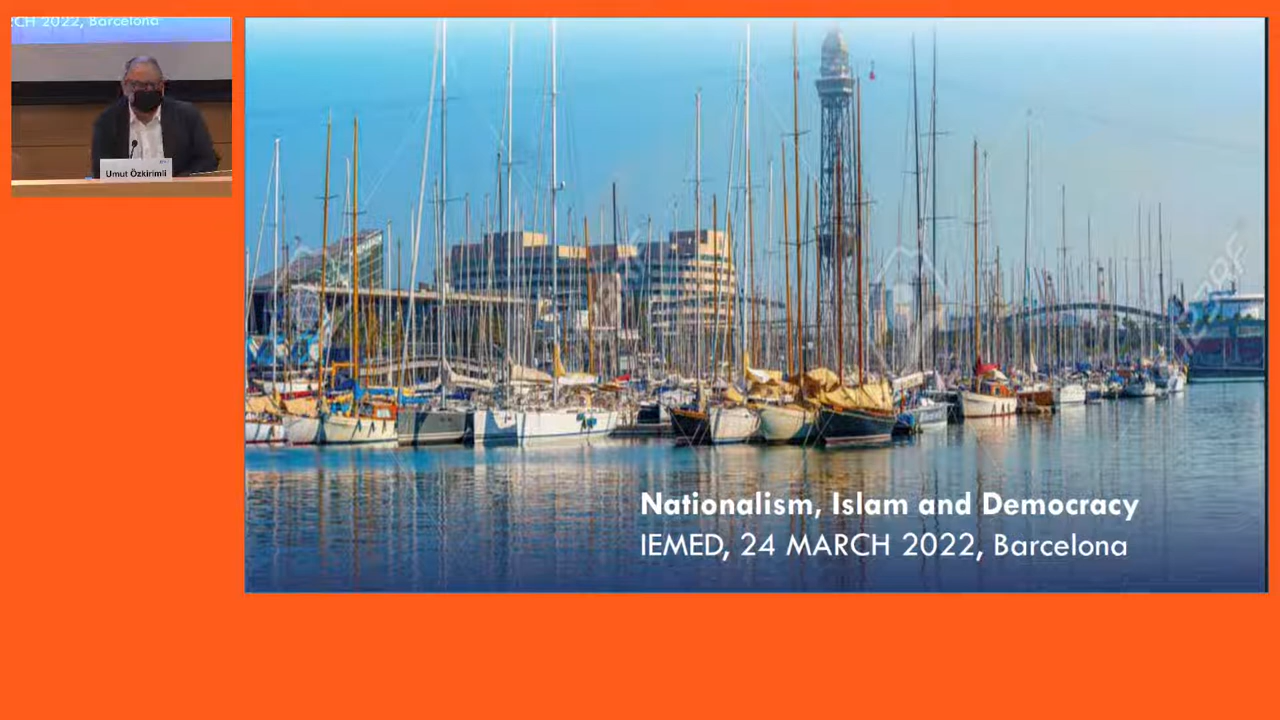 CH 2022, Barcelona
Umut Özkirimli
Nationalism, Islam and Democracy
IEMED, 24 MARCH 2022, Barcelona